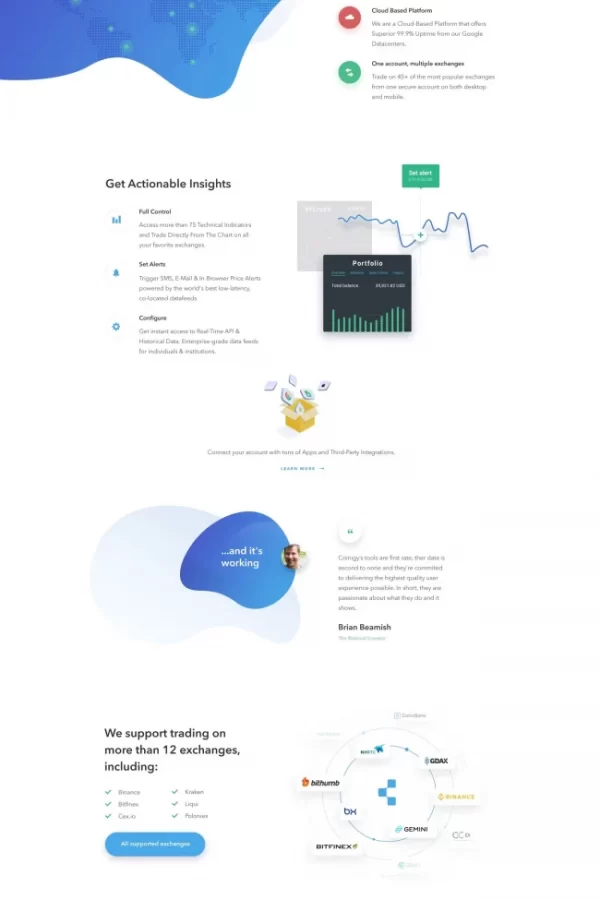 Cloud Based Platform
We are a Cloud-Based Platform that offers
Superior 99.9% Uptime from our Google
Datacenters.
One account, multiple exchanges
Trade on 45+ of the most popular exchanges
from one secure account on both desktop
and mobile.
Get Actionable Insights
Full Control
Access more than 75 Technical Indicators
and Trade Directly From The Chart on all
your favorite exchanges
Set Alerts
Trigger SMS, E-Mail & In Browser Price Alerts
powered by the world's best low-latency,
co-located datafeeds
Configure
Get instant access to Real-Time API &
Historical Data. Enterprise-grade data feeds
for individuals & institutions.
Set alert
Portfolio
Total balance
Connect your account with tons of Apps and Third-Party Integrations.
LEARN MORE →
...and it's
working
“
Coinigy's tools are first rate, ther date is
second to none and they're commited
to delivering the highest quality user
experience possible. In short, they are
passionate about what they do and it
shows.
Brian Beamish
The Rational Investor
We support trading on
more than 12 exchanges,
including:
Binance
Bitfinex
Cex.io
Kraken
Liqui
Poloniex
All supported exchanges
GDAX
bithumb
BINANCE
bx
GEMINI
BITFINEX